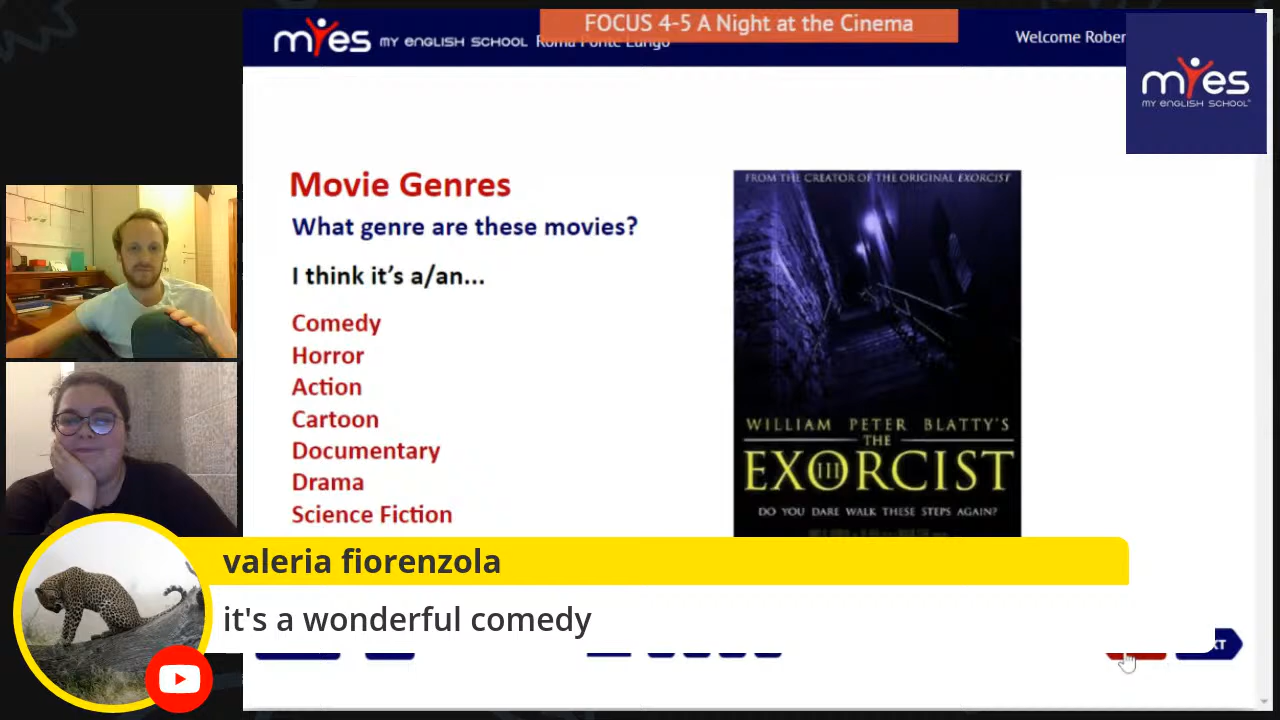 FOCUS 4-5 A Night at the Cinema
myes MY ENGLISH SCHOOL Roma Ponte Lungo
Welcome Rober
myes
MY ENGLISH SCHOOL
Movie Genres
What genre are these movies?
I think it's a/an...
Comedy
Horror
Action
Cartoon
Documentary
Drama
Science Fiction
FROM THE CREATOR OF THE ORIGINAL EXORCIST
WILLIAM PETER BLATTY'S
THE
EXORCIST
III
DO YOU DARE WALK THESE STEPS AGAIN?
valeria fiorenzola
it's a wonderful comedy
XT